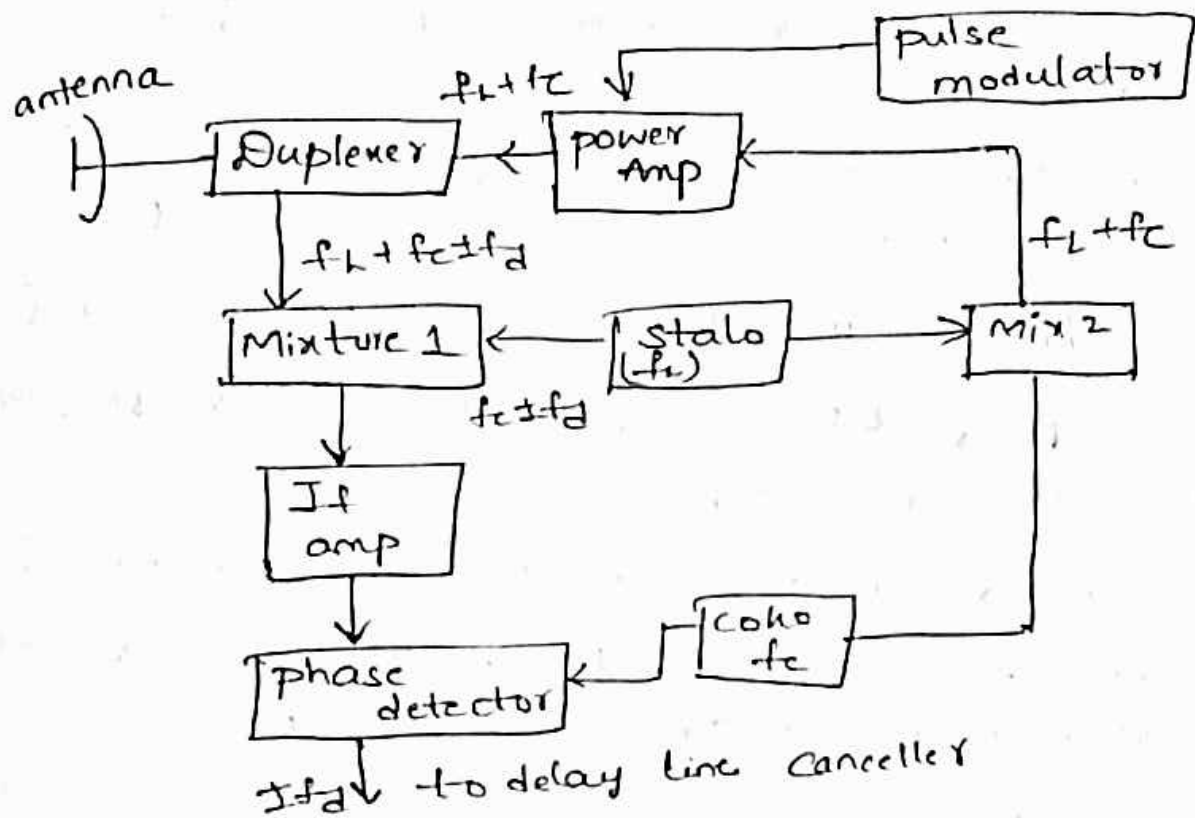 pulse
modulator
antenna
fL + fc
Duplexer
power
Amp
fL + fc
fL + fc ± fd
Mixture 1
Stalo
(fL)
mix 2
fc ± fd
If
amp
coho
fc
phase
detector
±fd to delay line canceller